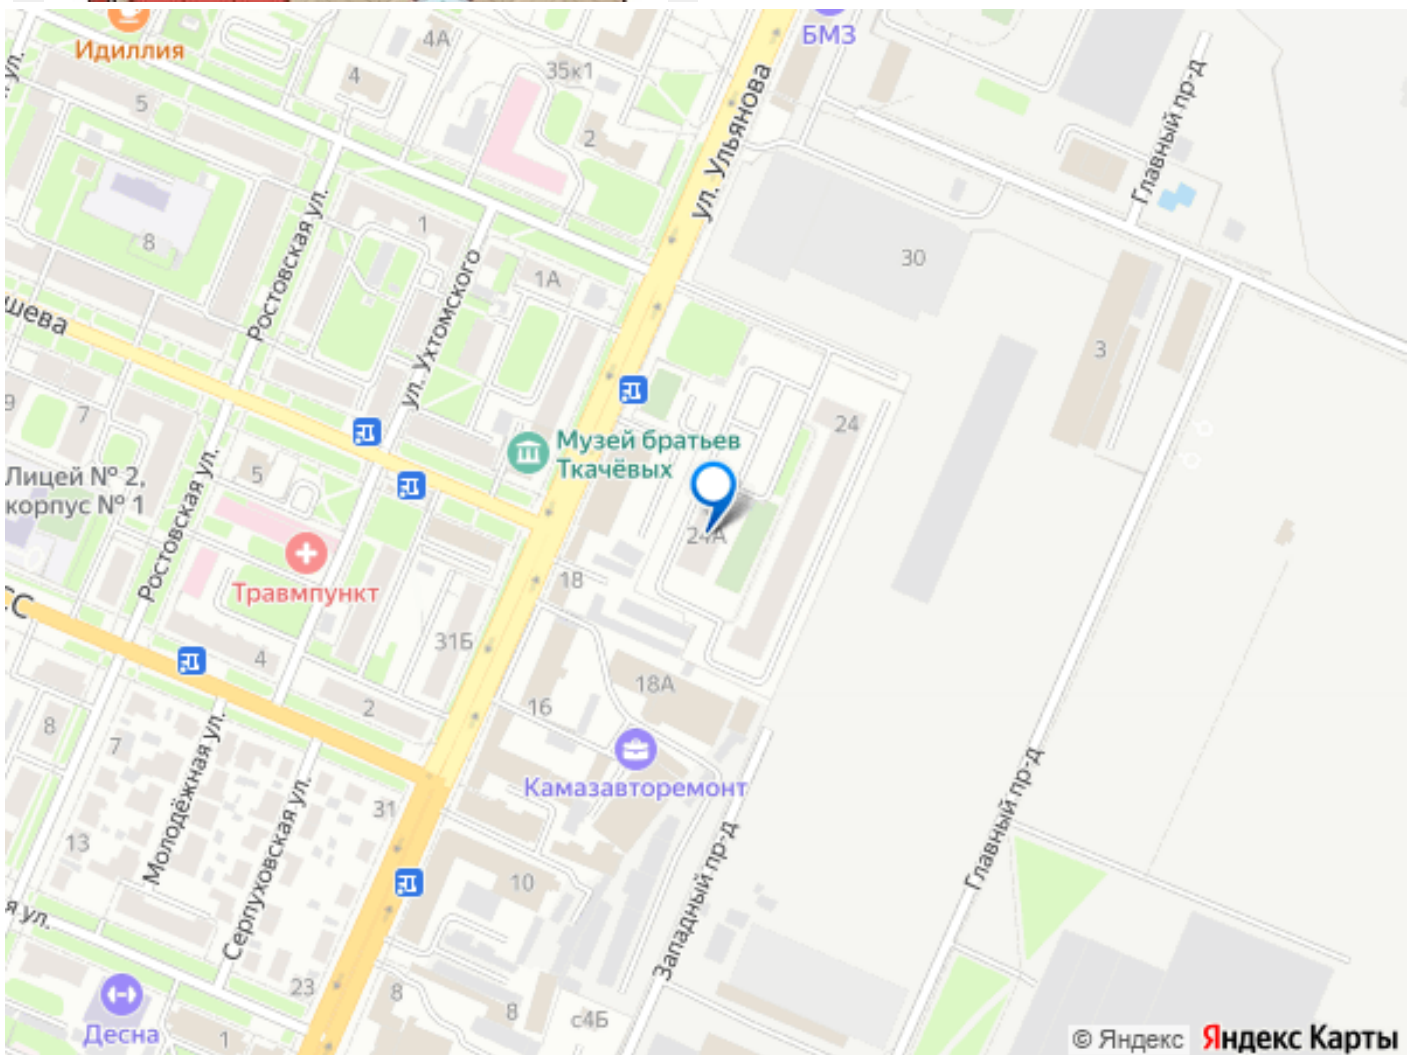 Идиллия
4А
БМЗ
35к1
4
5
2
ул. Ульянова
Главный пр-д
1
8
Ростовская ул.
ул. Ухтомского
1А
30
шева
3
9
7
24
Музей братьев
Ткачёвых
Лицей № 2,
корпус № 1
5
24А
Ростовская ул.
Травмпункт
18
СС
31Б
4
18А
2
16
8
7
Камазавторемонт
Молодёжная ул.
Серпуховская ул.
31
13
Главный пр-д
Западный пр-д
10
я ул.
23
8
8
с4Б
Десна
1
© Яндекс Яндекс Карты